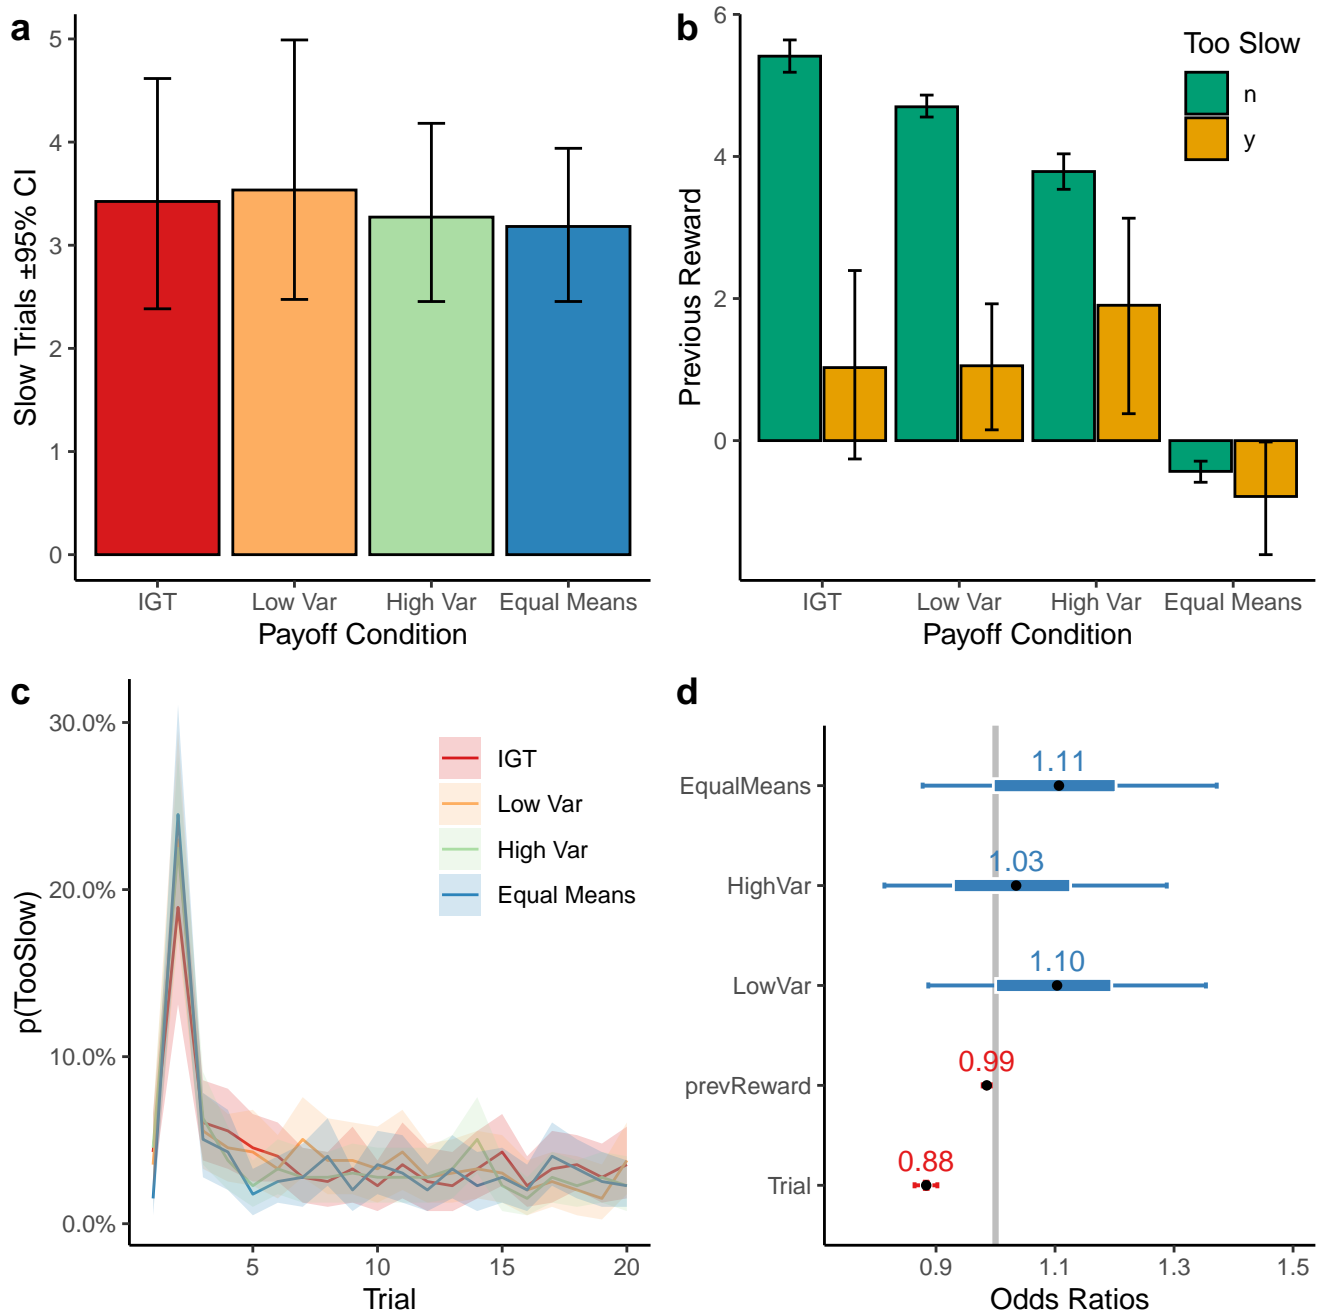 a
Slow Trials ±95% CI
5
4
3
2
1
0
IGT
Low Var
High Var
Equal Means
Payoff Condition
b
Previous Reward
6
4
2
0
Too Slow
n
y
IGT
Low Var
High Var
Equal Means
Payoff Condition
c
p(TooSlow)
30.0%
20.0%
10.0%
0.0%
IGT
Low Var
High Var
Equal Means
5
10
15
20
Trial
d
EqualMeans
1.11
HighVar
1.03
LowVar
1.10
prevReward
0.99
Trial
0.88
0.9
1.1
1.3
1.5
Odds Ratios